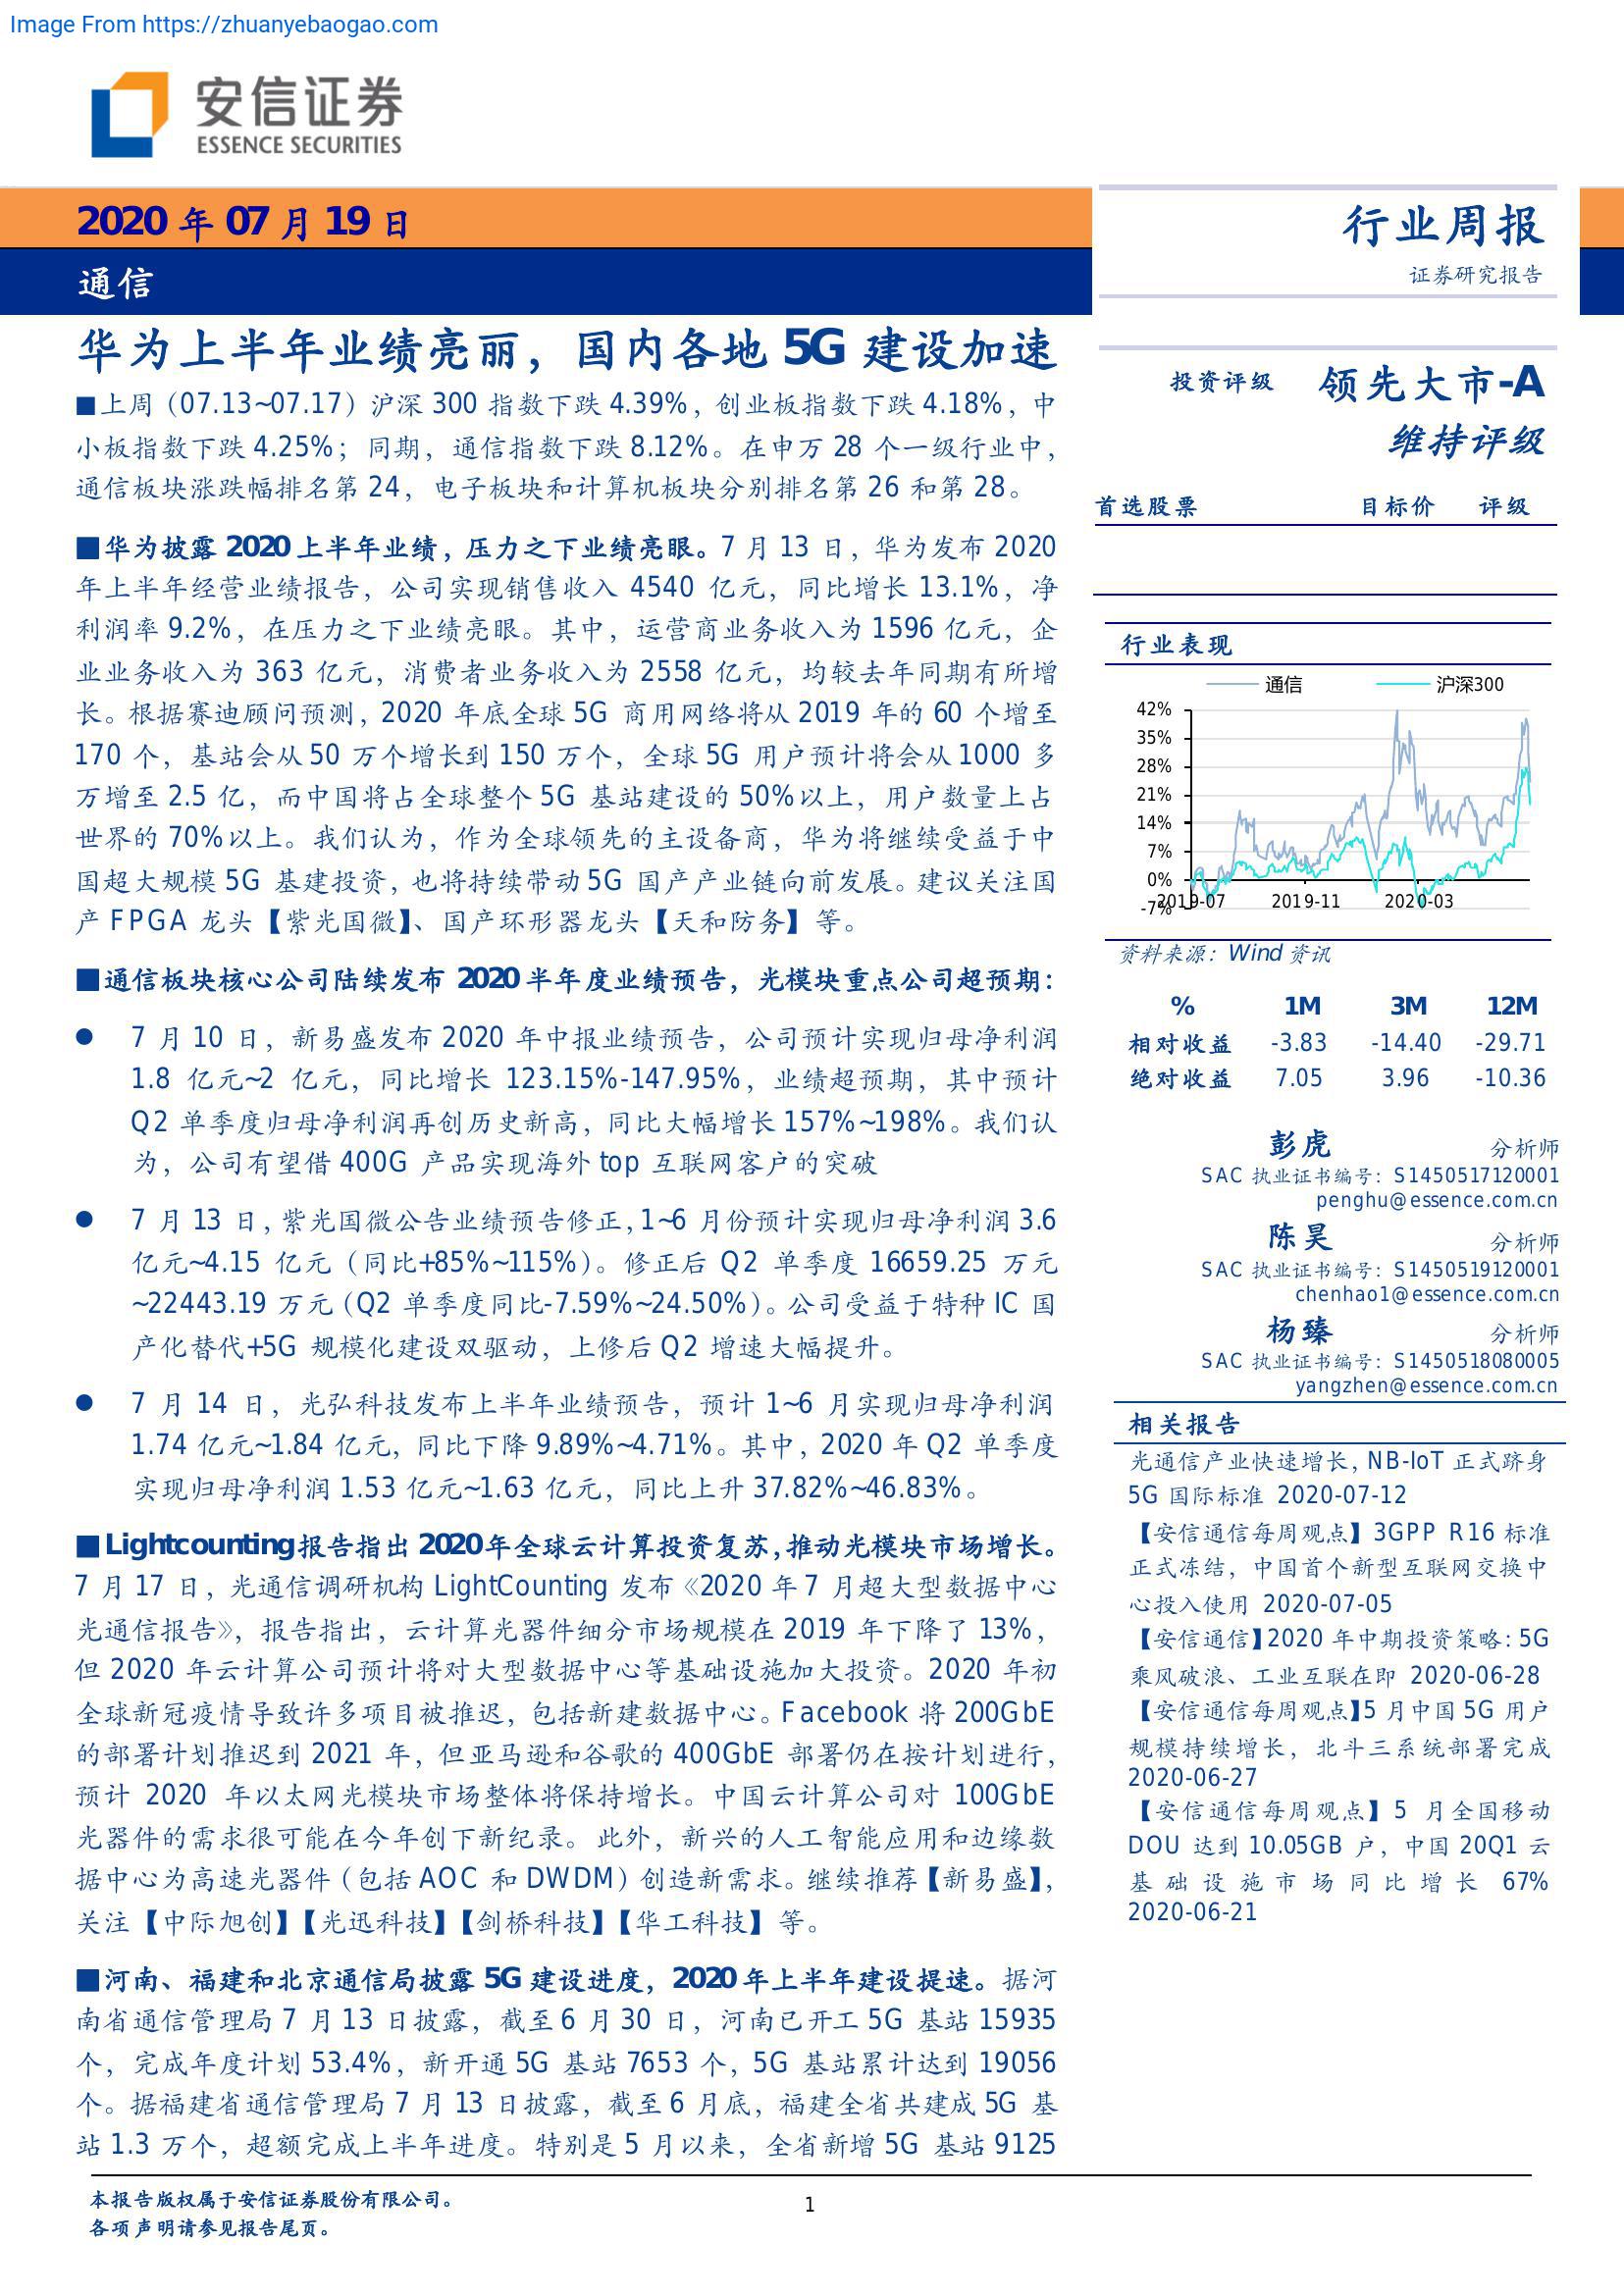 Image From https://zhuanyebaogao.com
安信证券
ESSENCE SECURITIES
2020 年 07 月 19 日
通信
行业周报
证券研究报告
华为上半年业绩亮丽，国内各地 5G 建设加速
■上周（07.13~07.17）沪深 300 指数下跌 4.39%，创业板指数下跌 4.18%，中
小板指数下跌 4.25%；同期，通信指数下跌 8.12%。在申万 28 个一级行业中，
通信板块涨跌幅排名第 24，电子板块和计算机板块分别排名第 26 和第 28。
■华为披露 2020 上半年业绩，压力之下业绩亮眼。7 月 13 日，华为发布 2020
年上半年经营业绩报告，公司实现销售收入 4540 亿元，同比增长 13.1%，净
利润率 9.2%，在压力之下业绩亮眼。其中，运营商业务收入为 1596 亿元，企
业业务收入为 363 亿元，消费者业务收入为 2558 亿元，均较去年同期有所增
长。根据赛迪顾问预测，2020 年底全球 5G 商用网络将从 2019 年的 60 个增至
170 个，基站会从 50 万个增长到 150 万个，全球 5G 用户预计将会从 1000 多
万增至 2.5 亿，而中国将占全球整个 5G 基站建设的 50%以上，用户数量上占
世界的 70%以上。我们认为，作为全球领先的主设备商，华为将继续受益于中
国超大规模 5G 基建投资，也将持续带动 5G 国产产业链向前发展。建议关注国
产 FPGA 龙头【紫光国微】、国产环形器龙头【天和防务】等。
■通信板块核心公司陆续发布 2020 半年度业绩预告，光模块重点公司超预期：
● 7 月 10 日，新易盛发布 2020 年中报业绩预告，公司预计实现归母净利润
1.8 亿元~2 亿元，同比增长 123.15%-147.95%，业绩超预期，其中预计
Q2 单季度归母净利润再创历史新高，同比大幅增长 157%~198%。我们认
为，公司有望借 400G 产品实现海外 top 互联网客户的突破
● 7 月 13 日，紫光国微公告业绩预告修正，1~6 月份预计实现归母净利润 3.6
亿元~4.15 亿元（同比+85%~115%）。修正后 Q2 单季度 16659.25 万元
~22443.19 万元（Q2 单季度同比-7.59%~24.50%）。公司受益于特种 IC 国
产化替代+5G 规模化建设双驱动，上修后 Q2 增速大幅提升。
● 7 月 14 日，光弘科技发布上半年业绩预告，预计 1~6 月实现归母净利润
1.74 亿元~1.84 亿元，同比下降 9.89%~4.71%。其中，2020 年 Q2 单季度
实现归母净利润 1.53 亿元~1.63 亿元，同比上升 37.82%~46.83%。
■Lightcounting报告指出 2020年全球云计算投资复苏，推动光模块市场增长。
7 月 17 日，光通信调研机构 LightCounting 发布《2020 年 7 月超大型数据中心
光通信报告》，报告指出，云计算光器件细分市场规模在 2019 年下降了 13%，
但 2020 年云计算公司预计将对大型数据中心等基础设施加大投资。2020 年初
全球新冠疫情导致许多项目被推迟，包括新建数据中心。Facebook 将 200GbE
的部署计划推迟到 2021 年，但亚马逊和谷歌的 400GbE 部署仍在按计划进行，
预计 2020 年以太网光模块市场整体将保持增长。中国云计算公司对 100GbE
光器件的需求很可能在今年创下新纪录。此外，新兴的人工智能应用和边缘数
据中心为高速光器件（包括 AOC 和 DWDM）创造新需求。继续推荐【新易盛】，
关注【中际旭创】【光迅科技】【剑桥科技】【华工科技】等。
■河南、福建和北京通信局披露 5G 建设进度，2020 年上半年建设提速。据河
南省通信管理局 7 月 13 日披露，截至 6 月 30 日，河南已开工 5G 基站 15935
个，完成年度计划 53.4%，新开通 5G 基站 7653 个，5G 基站累计达到 19056
个。据福建省通信管理局 7 月 13 日披露，截至 6 月底，福建全省共建成 5G 基
站 1.3 万个，超额完成上半年进度。特别是 5 月以来，全省新增 5G 基站 9125
投资评级 领先大市-A
维持评级
首选股票 目标价 评级
行业表现
通信 沪深300
42%
35%
28%
21%
14%
7%
0%
-7%
2019-07 2019-11 2020-03
资料来源：Wind 资讯
% 1M 3M 12M
相对收益 -3.83 -14.40 -29.71
绝对收益 7.05 3.96 -10.36
彭虎 分析师
SAC 执业证书编号：S1450517120001
penghu@essence.com.cn
陈昊 分析师
SAC 执业证书编号：S1450519120001
chenhao1@essence.com.cn
杨臻 分析师
SAC 执业证书编号：S1450518080005
yangzhen@essence.com.cn
相关报告
光通信产业快速增长，NB-IoT 正式跻身
5G 国际标准 2020-07-12
【安信通信每周观点】3GPP R16 标准
正式冻结，中国首个新型互联网交换中
心投入使用 2020-07-05
【安信通信】2020 年中期投资策略：5G
乘风破浪、工业互联在即 2020-06-28
【安信通信每周观点】5 月中国 5G 用户
规模持续增长，北斗三系统部署完成
2020-06-27
【安信通信每周观点】5 月全国移动
DOU 达到 10.05GB 户，中国 20Q1 云
基础设施市场同比增长 67%
2020-06-21
本报告版权属于安信证券股份有限公司。
各项声明请参见报告尾页。
1